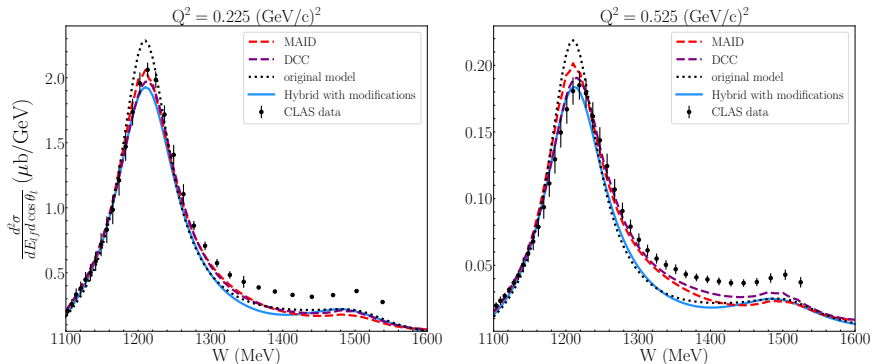 Q² = 0.225 (GeV/c)²
MAID
DCC
original model
Hybrid with modifications
CLAS data
d²σ/dE_{lf}d cos θ_l (μb/GeV)
2.0
1.5
1.0
0.5
1100 1200 1300 1400 1500 1600
W (MeV)
Q² = 0.525 (GeV/c)²
MAID
DCC
original model
Hybrid with modifications
CLAS data
0.20
0.15
0.10
0.05
1100 1200 1300 1400 1500 1600
W (MeV)